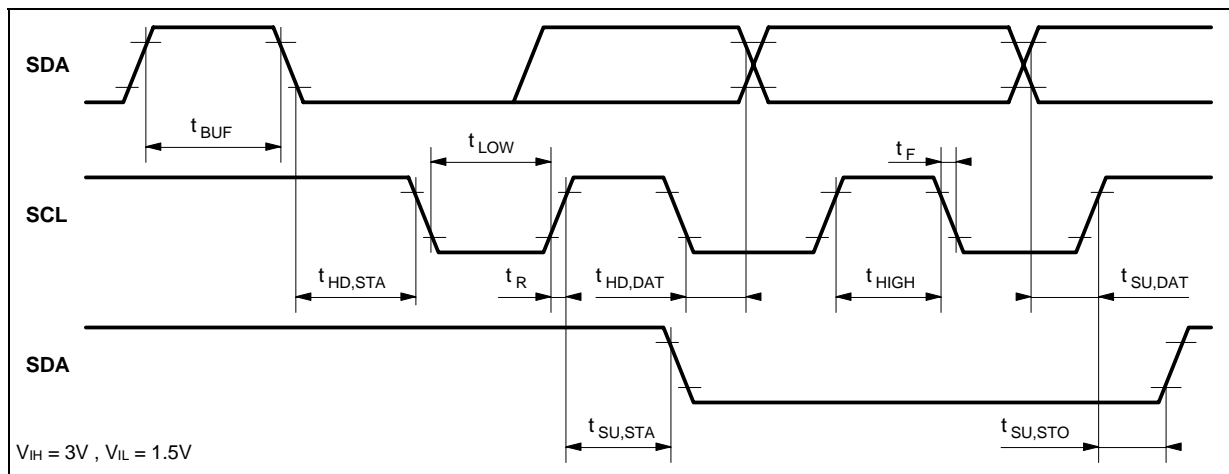 SDA
t BUF
t LOW
t F
SCL
t HD,STA
t R
t HD,DAT
t HIGH
t SU,DAT
SDA
t SU,STA
t SU,STO
VIH = 3V , VIL = 1.5V